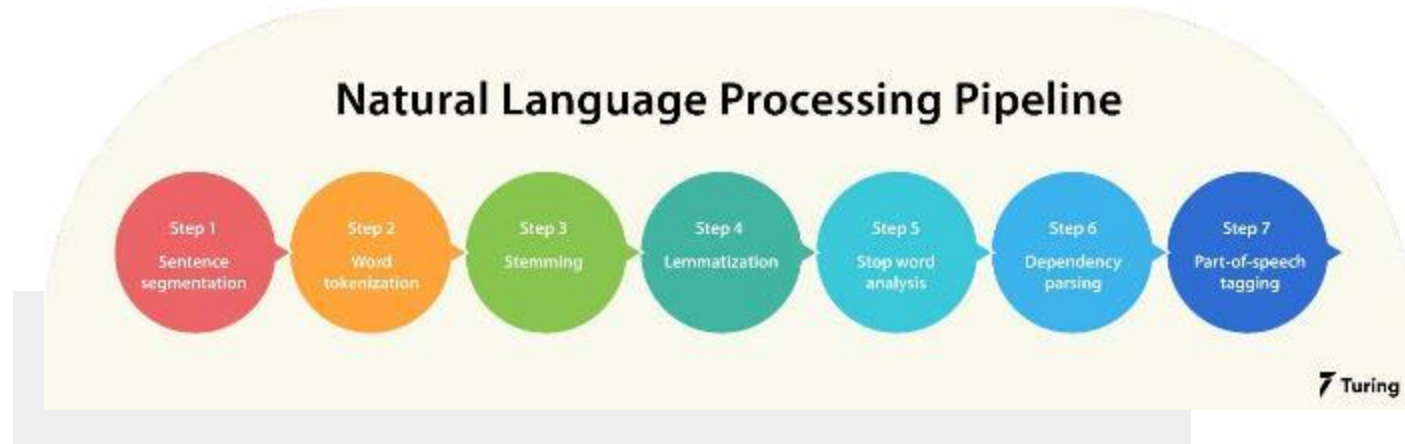 Natural Language Processing Pipeline
Step 1
Sentence
segmentation
Step 2
Word
tokenization
Step 3
Stemming
Step 4
Lemmatization
Step 5
Stop word
analysis
Step 6
Dependency
parsing
Step 7
Part-of-speech
tagging
Turing